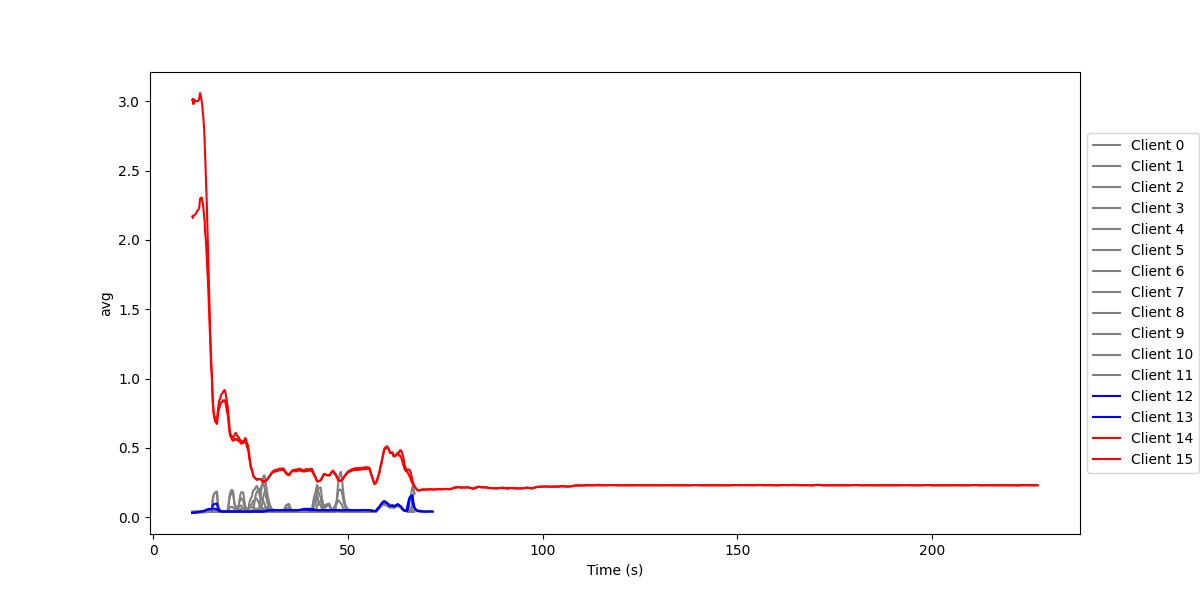 3.0
2.5
2.0
1.5
1.0
0.5
0.0
avg
0
50
100
150
200
Time (s)
Client 0
Client 1
Client 2
Client 3
Client 4
Client 5
Client 6
Client 7
Client 8
Client 9
Client 10
Client 11
Client 12
Client 13
Client 14
Client 15